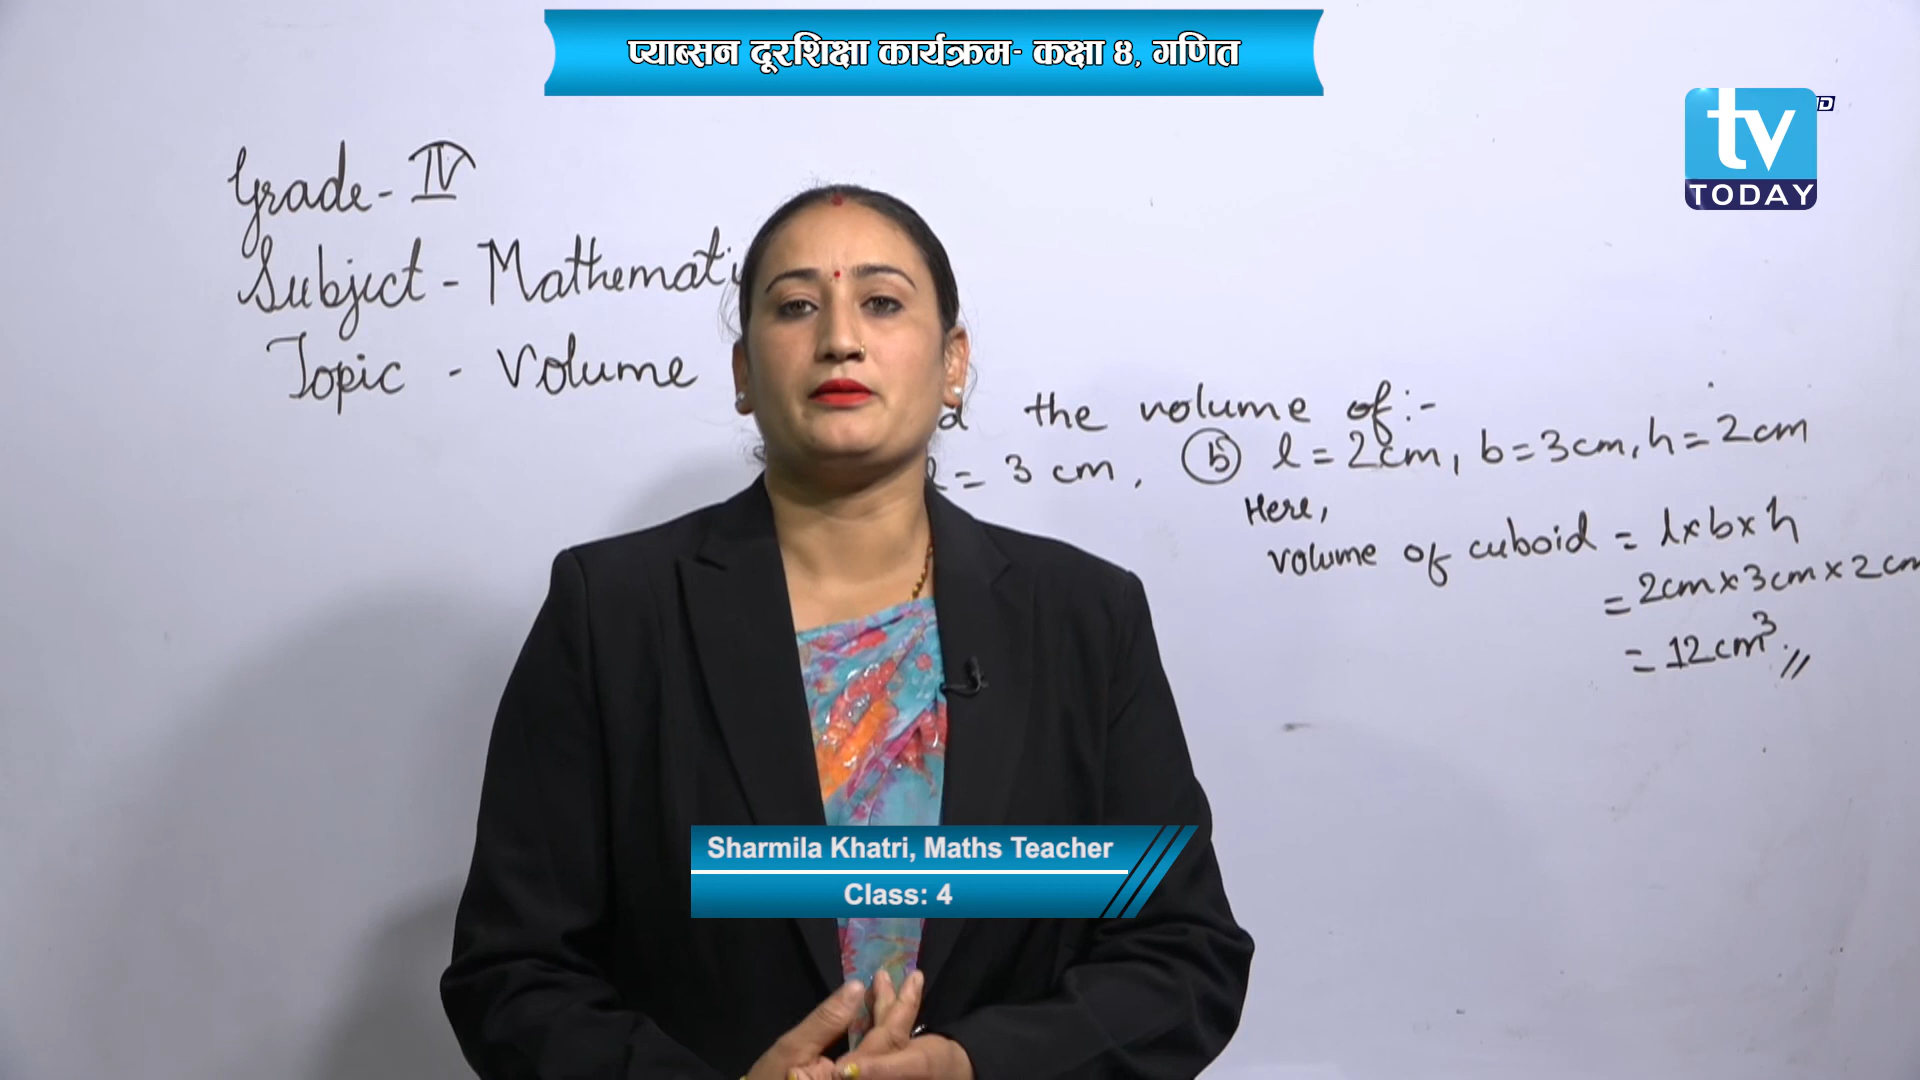 प्याब्सन दूरशिक्षा कार्यक्रम- कक्षा ४, गणित
tv
TODAY
Grade - IV
Subject - Mathemati
Topic - Volume
the volume of :-
l = 3 cm, (b) l = 2cm, b = 3cm, h = 2cm
Here,
volume of cuboid = l×b×h
= 2cm×3cm×2cm
= 12cm³.//
Sharmila Khatri, Maths Teacher
Class: 4